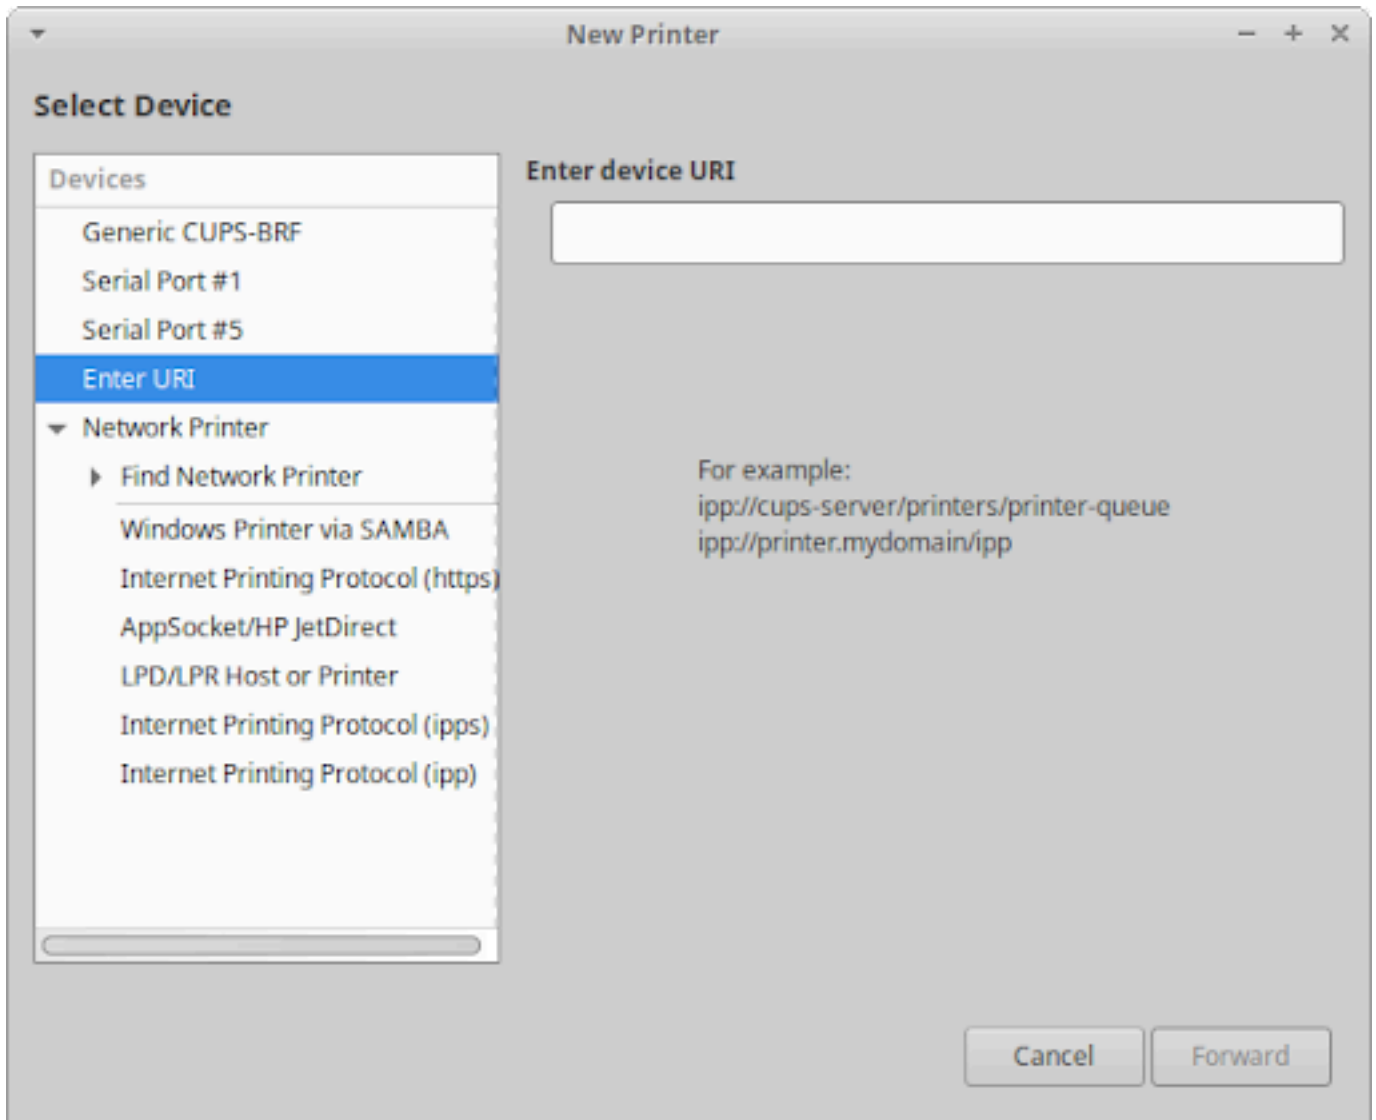 New Printer
Select Device
Devices
Generic CUPS-BRF
Serial Port #1
Serial Port #5
Enter URI
Network Printer
Find Network Printer
Windows Printer via SAMBA
Internet Printing Protocol (https)
AppSocket/HP JetDirect
LPD/LPR Host or Printer
Internet Printing Protocol (ipps)
Internet Printing Protocol (ipp)
Enter device URI
For example:
ipp://cups-server/printers/printer-queue
ipp://printer.mydomain/ipp
Cancel
Forward